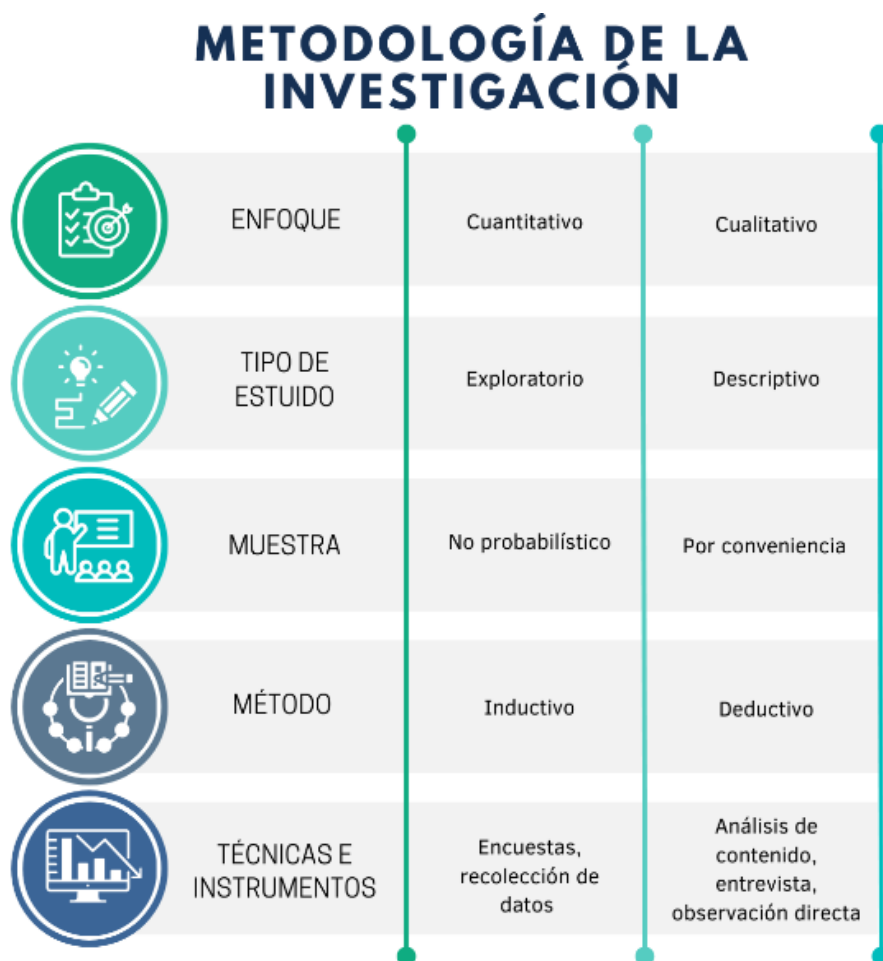 METODOLOGÍA DE LA
INVESTIGACIÓN
ENFOQUE
Cuantitativo
Cualitativo
TIPO DE
ESTUIDO
Exploratorio
Descriptivo
MUESTRA
No probabilístico
Por conveniencia
MÉTODO
Inductivo
Deductivo
TÉCNICAS E
INSTRUMENTOS
Encuestas,
recolección de
datos
Análisis de
contenido,
entrevista,
observación directa